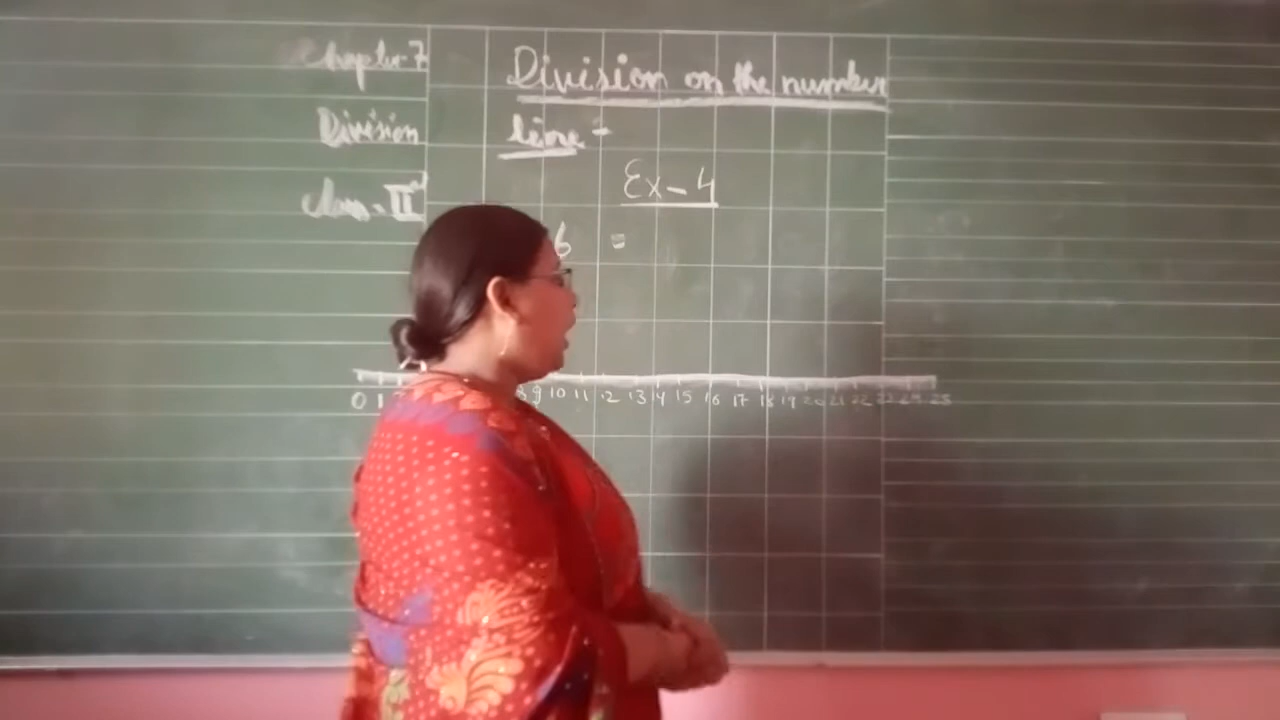 Chapter-7
Division on the number
Division
line -
Class - IInd
Ex-4
6 =
0 1 8 9 10 11 12 13 14 15 16 17 18 19 20 21 22 23 24 25